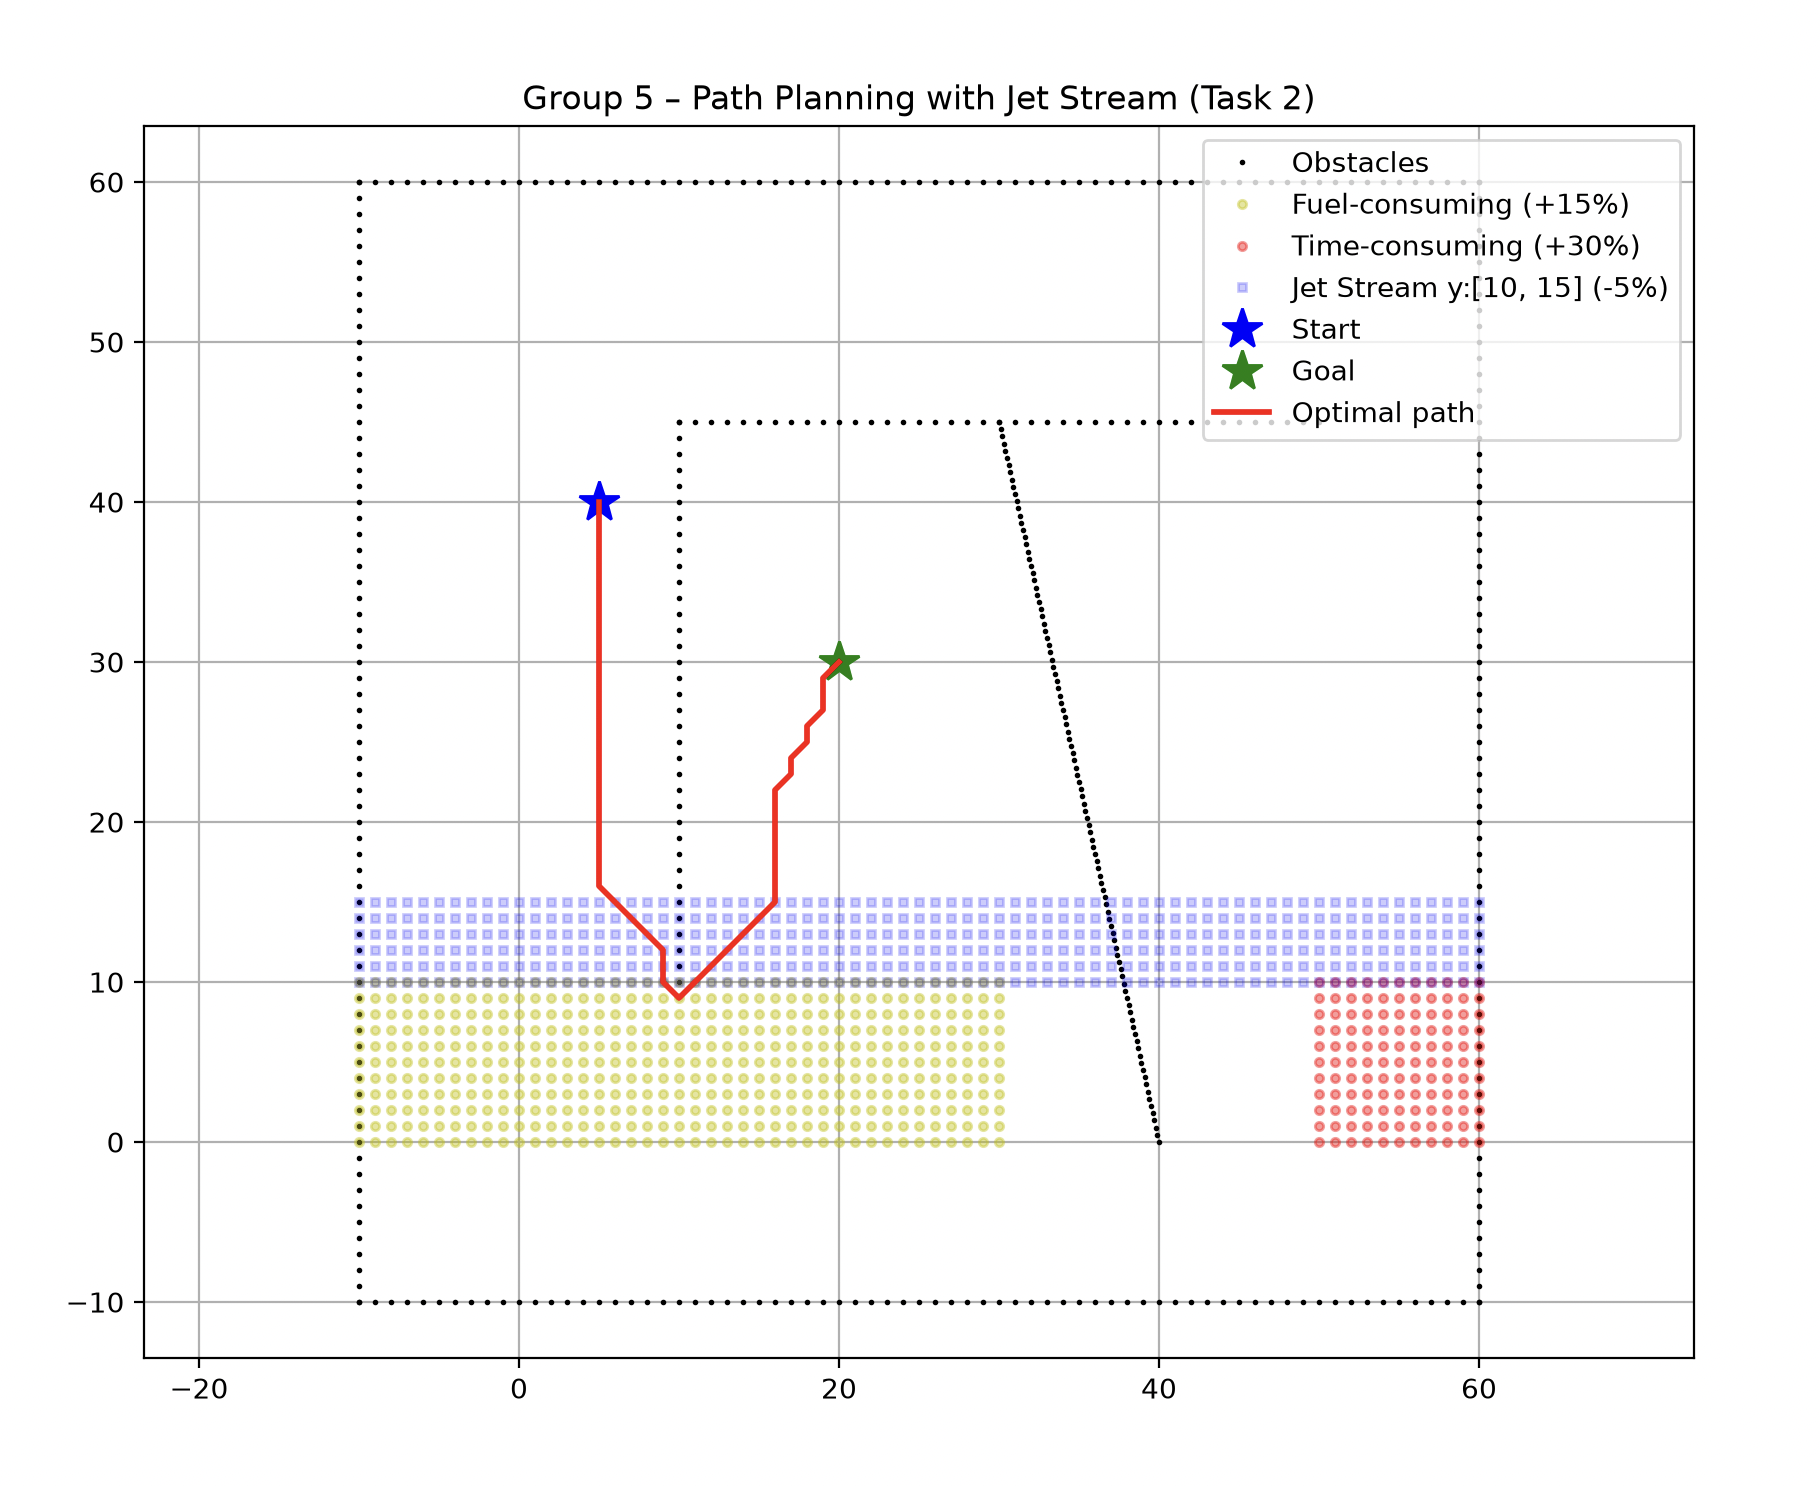 Group 5 – Path Planning with Jet Stream (Task 2)
Obstacles
Fuel-consuming (+15%)
Time-consuming (+30%)
Jet Stream y:[10, 15] (-5%)
Start
Goal
Optimal path
60
50
40
30
20
10
0
−10
−20
0
20
40
60